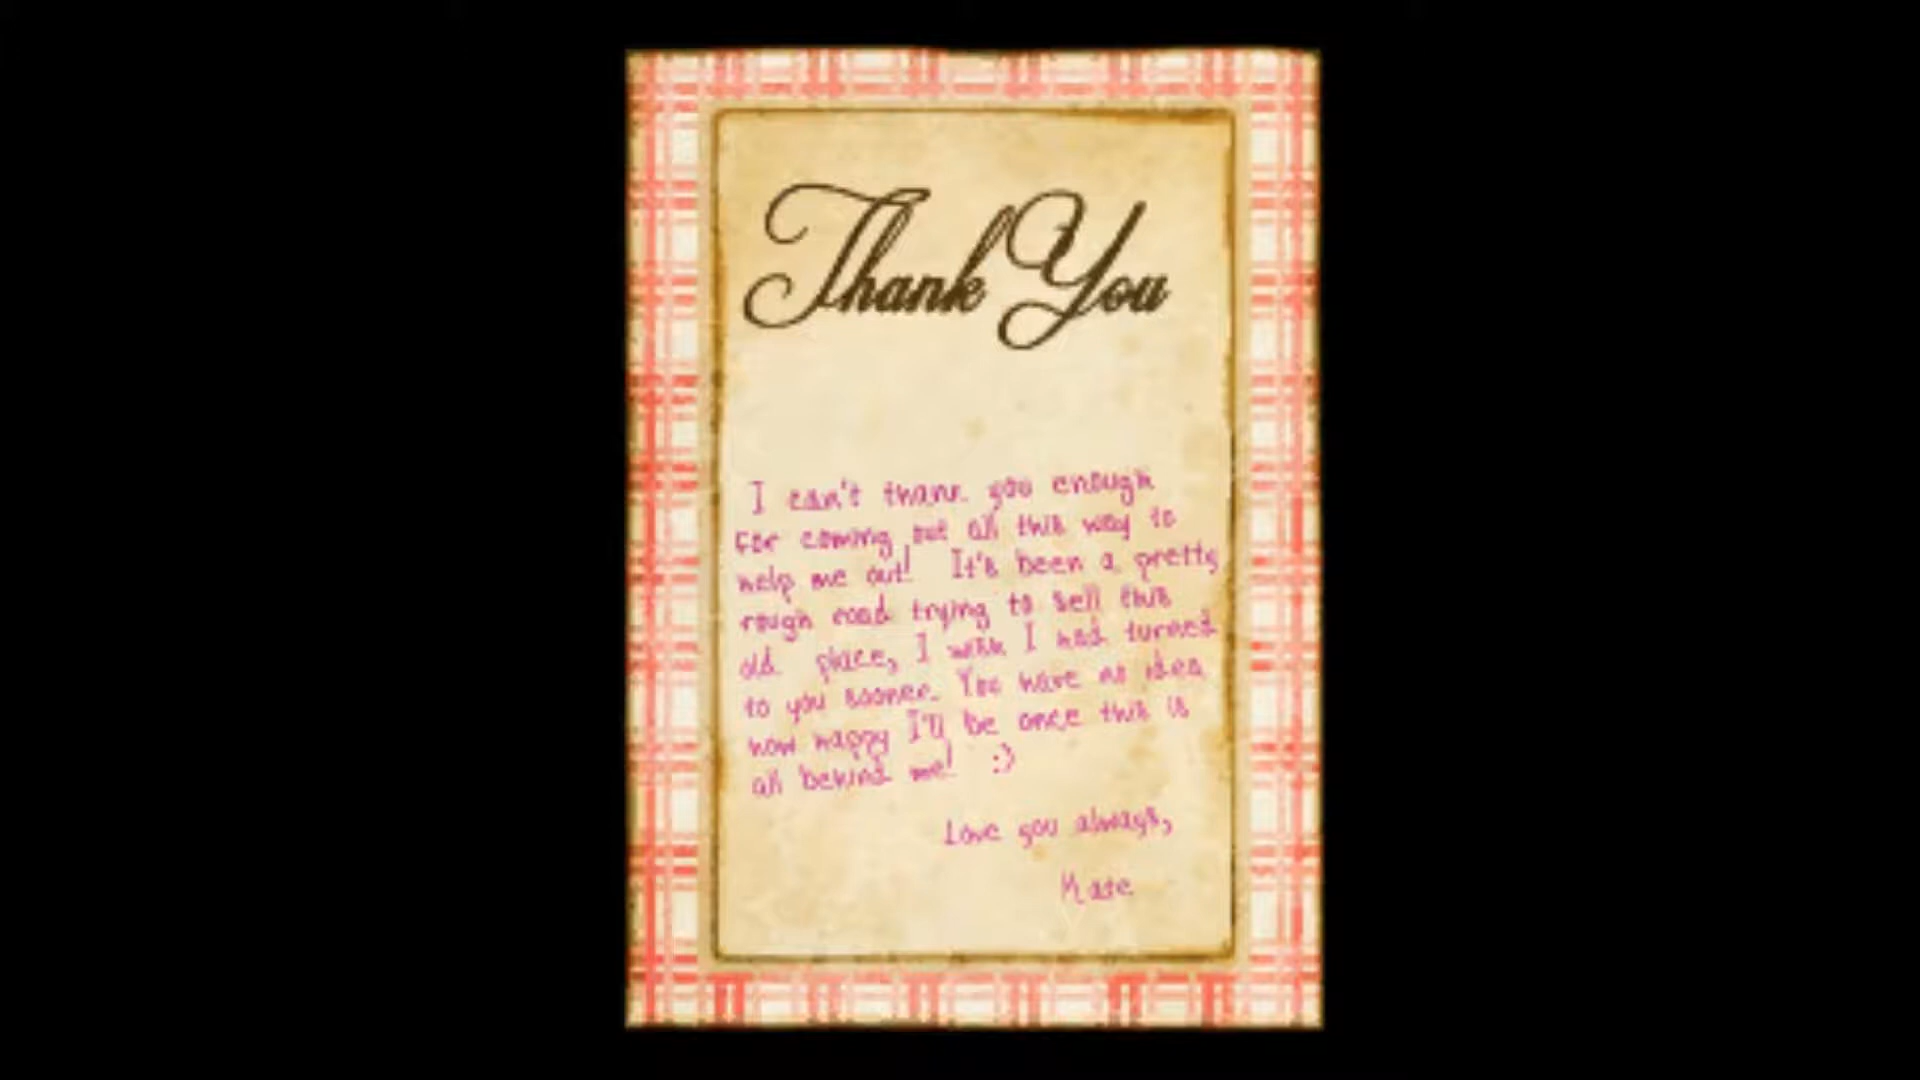 Thank You
I can't thank you enough
for coming out all this way to
help me out! It's been a pretty
rough road trying to sell this
old place, I wish I had turned
to you sooner. You have no idea
how happy I'll be once this is
all behind me! :)
Love you always,
Kate